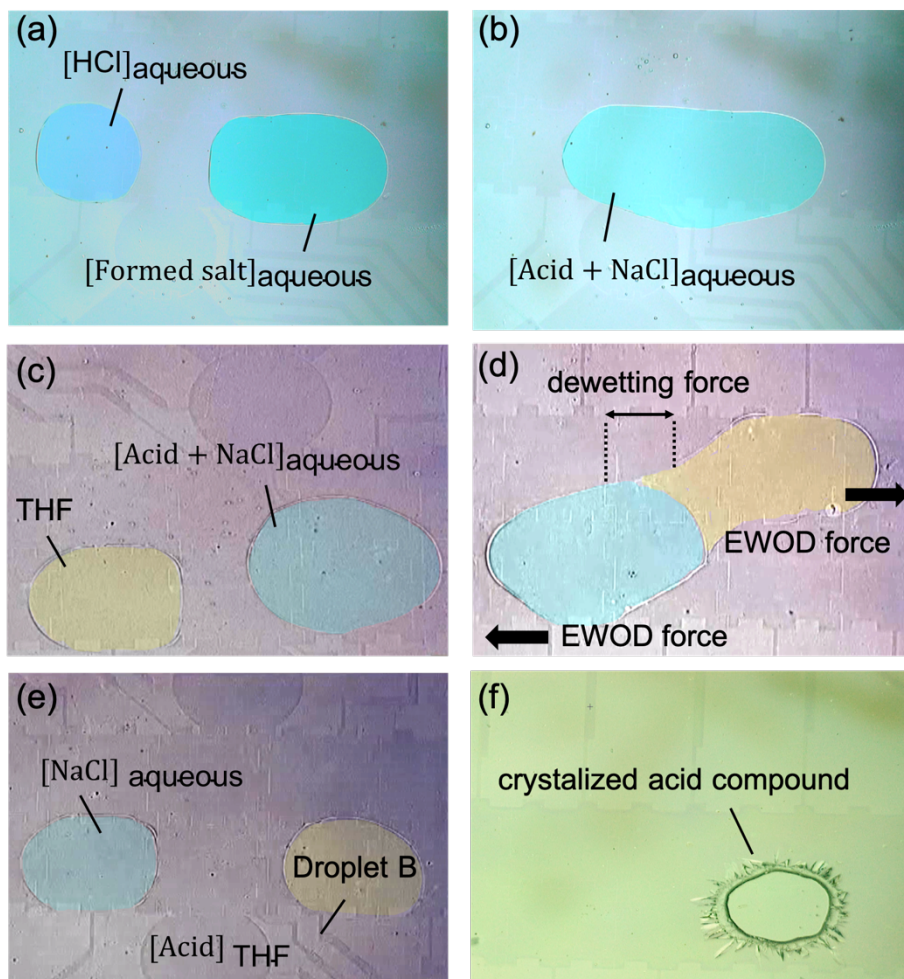 (a)
[HCl]aqueous
[Formed salt]aqueous
(b)
[Acid + NaCl]aqueous
(c)
[Acid + NaCl]aqueous
THF
(d)
dewetting force
EWOD force
EWOD force
(e)
[NaCl] aqueous
Droplet B
[Acid] THF
(f)
crystalized acid compound